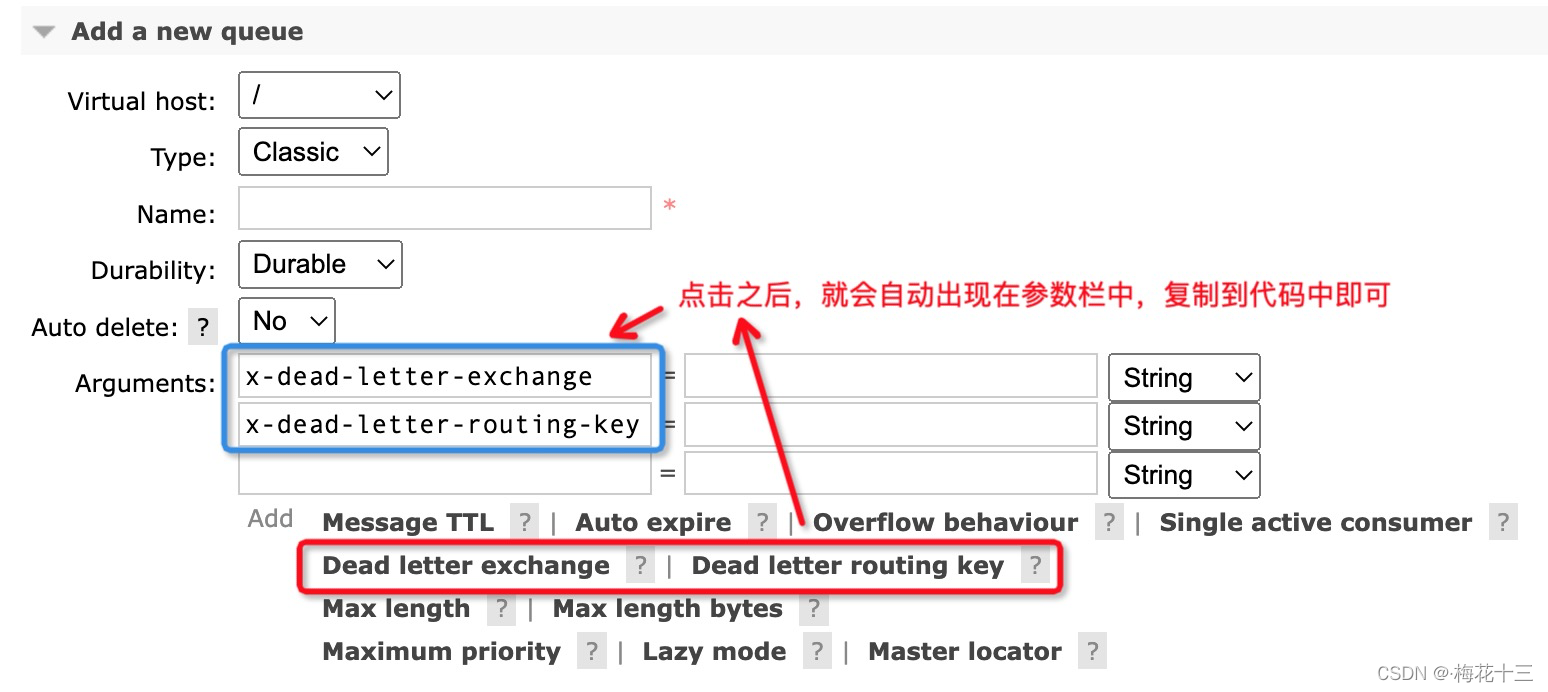 Add a new queue
Virtual host: /
Type: Classic
Name: *
Durability: Durable
点击之后，就会自动出现在参数栏中，复制到代码中即可
Auto delete: ? No
Arguments: x-dead-letter-exchange = String
x-dead-letter-routing-key = String
= String
Add Message TTL ? | Auto expire ? | Overflow behaviour ? | Single active consumer ?
Dead letter exchange ? | Dead letter routing key ?
Max length ? | Max length bytes ?
Maximum priority ? | Lazy mode ? | Master locator ?
CSDN @·梅花十三